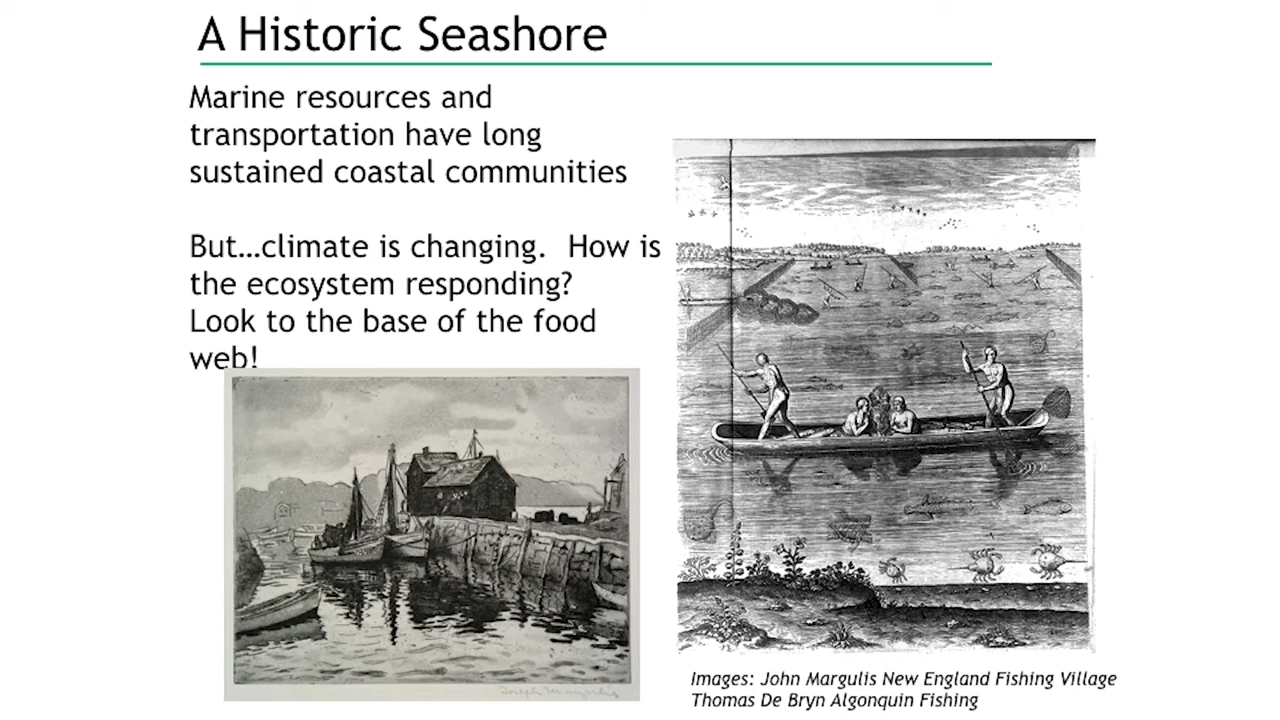 A Historic Seashore
Marine resources and
transportation have long
sustained coastal communities
But...climate is changing.  How is
the ecosystem responding?
Look to the base of the food
web!
Images: John Margulis New England Fishing Village
Thomas De Bryn Algonquin Fishing